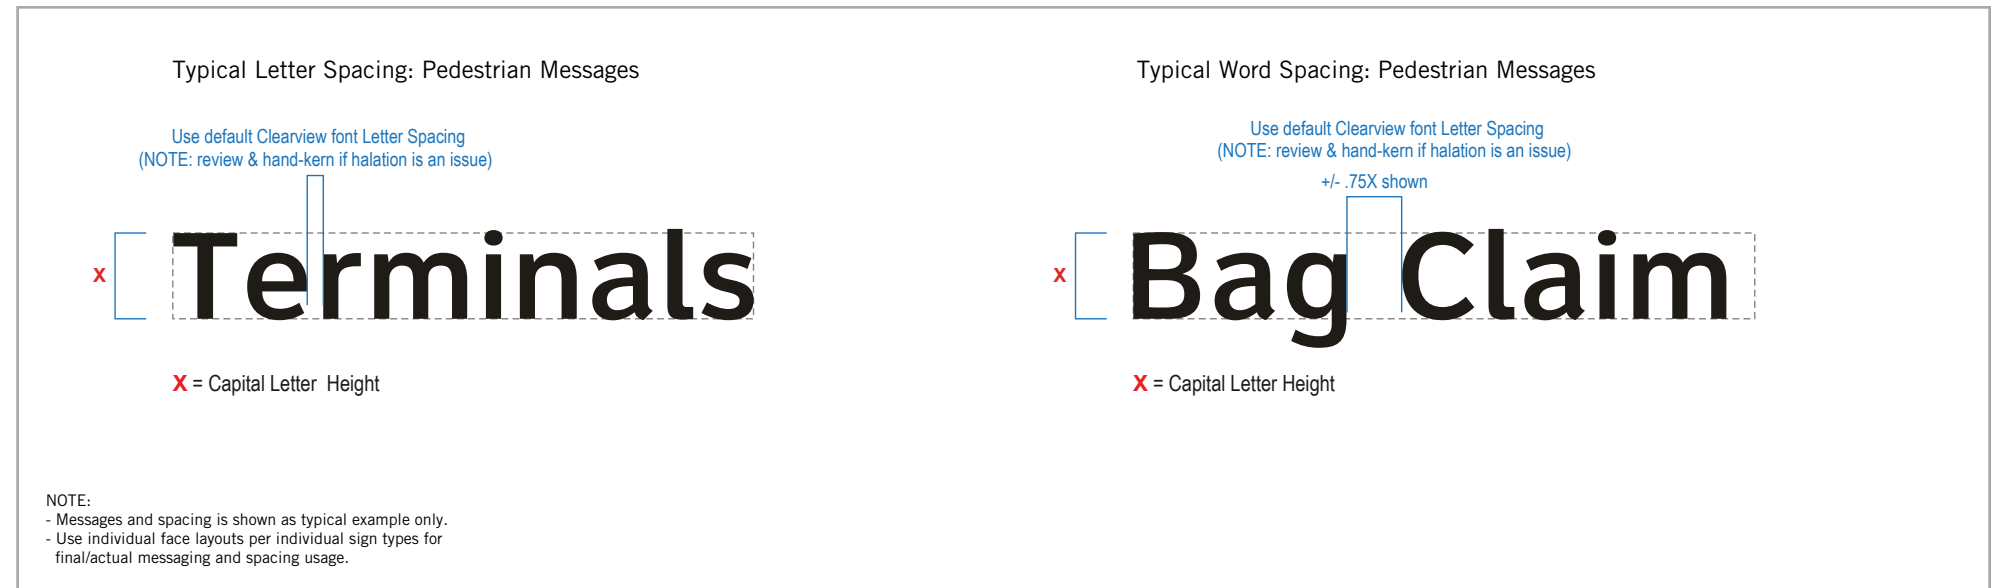 Typical Letter Spacing: Pedestrian Messages
Use default Clearview font Letter Spacing
(NOTE: review & hand-kern if halation is an issue)
X
Terminals
X = Capital Letter Height
Typical Word Spacing: Pedestrian Messages
Use default Clearview font Letter Spacing
(NOTE: review & hand-kern if halation is an issue)
+/- .75X shown
X
Bag Claim
X = Capital Letter Height
NOTE:
- Messages and spacing is shown as typical example only.
- Use individual face layouts per individual sign types for
final/actual messaging and spacing usage.